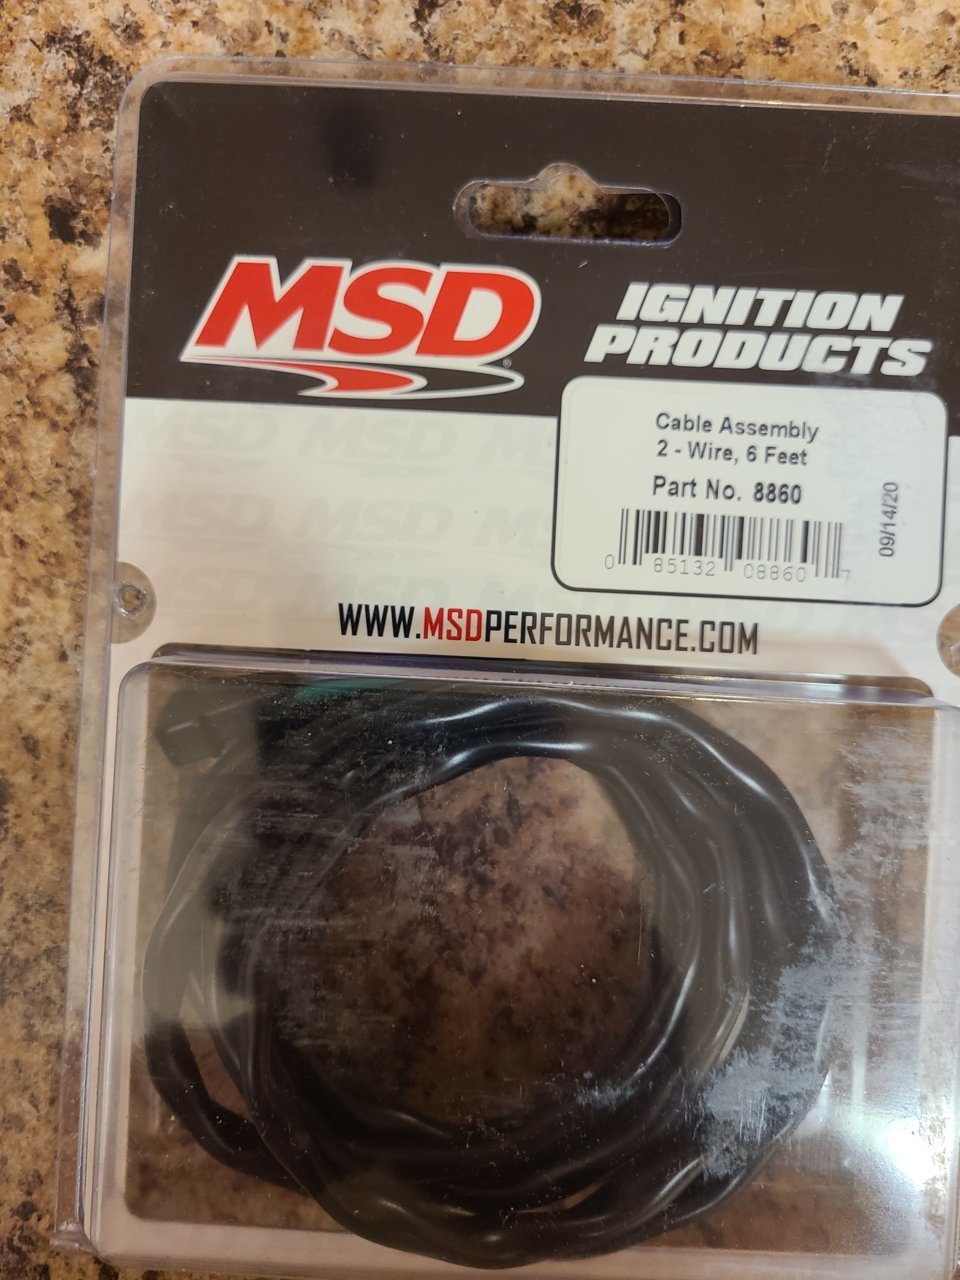 MSD
IGNITION
PRODUCTS
Cable Assembly
2 - Wire, 6 Feet
Part No. 8860
09/14/20
0 85132 08860 7
WWW.MSDPERFORMANCE.COM